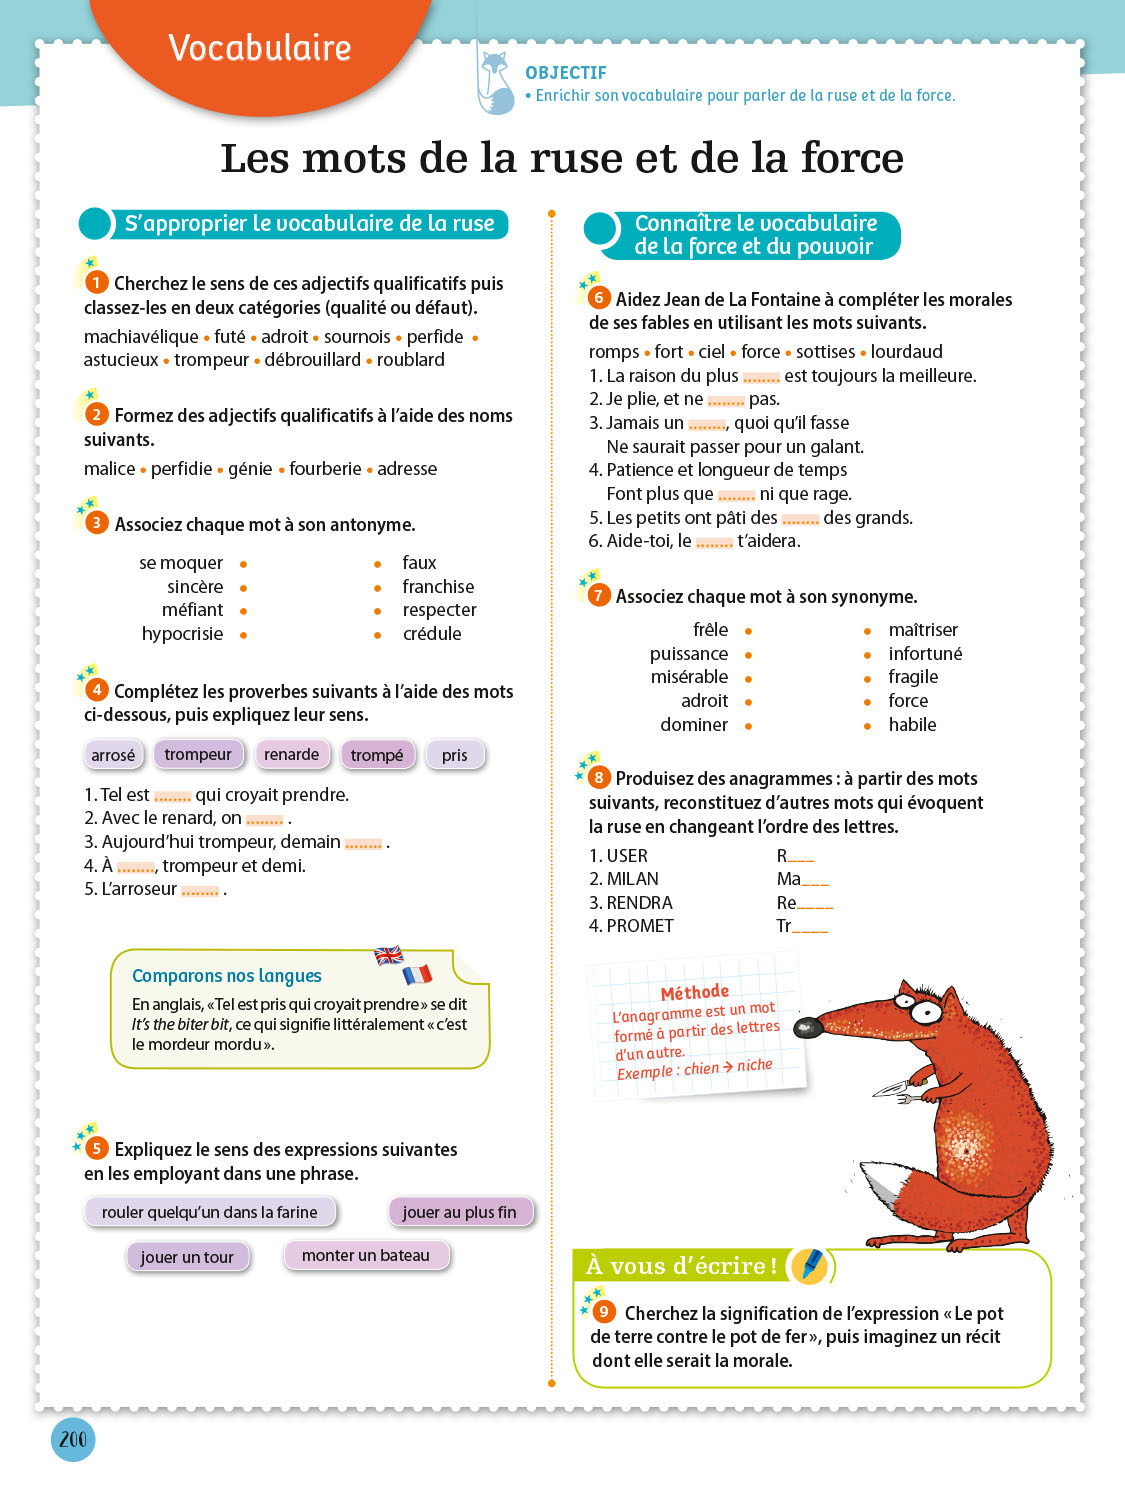 Vocabulaire
OBJECTIF
• Enrichir son vocabulaire pour parler de la ruse et de la force.
Les mots de la ruse et de la force
S'approprier le vocabulaire de la ruse
1 Cherchez le sens de ces adjectifs qualificatifs puis
classez-les en deux catégories (qualité ou défaut).
machiavélique • futé • adroit • sournois • perfide •
astucieux • trompeur • débrouillard • roublard
2 Formez des adjectifs qualificatifs à l'aide des noms
suivants.
malice • perfidie • génie • fourberie • adresse
3 Associez chaque mot à son antonyme.
se moquer • • faux
sincère • • franchise
méfiant • • respecter
hypocrisie • • crédule
4 Complétez les proverbes suivants à l'aide des mots
ci-dessous, puis expliquez leur sens.
arrosé trompeur renarde trompé pris
1. Tel est ........ qui croyait prendre.
2. Avec le renard, on ........ .
3. Aujourd'hui trompeur, demain ........ .
4. À ........, trompeur et demi.
5. L'arroseur ........ .
Comparons nos langues
En anglais, « Tel est pris qui croyait prendre » se dit
It's the biter bit, ce qui signifie littéralement « c'est
le mordeur mordu ».
5 Expliquez le sens des expressions suivantes
en les employant dans une phrase.
rouler quelqu'un dans la farine jouer au plus fin
jouer un tour monter un bateau
Connaître le vocabulaire
de la force et du pouvoir
6 Aidez Jean de La Fontaine à compléter les morales
de ses fables en utilisant les mots suivants.
romps • fort • ciel • force • sottises • lourdaud
1. La raison du plus ........ est toujours la meilleure.
2. Je plie, et ne ........ pas.
3. Jamais un ........, quoi qu'il fasse
Ne saurait passer pour un galant.
4. Patience et longueur de temps
Font plus que ........ ni que rage.
5. Les petits ont pâti des ........ des grands.
6. Aide-toi, le ........ t'aidera.
7 Associez chaque mot à son synonyme.
frêle • • maîtriser
puissance • • infortuné
misérable • • fragile
adroit • • force
dominer • • habile
8 Produisez des anagrammes : à partir des mots
suivants, reconstituez d'autres mots qui évoquent
la ruse en changeant l'ordre des lettres.
1. USER R___
2. MILAN Ma___
3. RENDRA Re____
4. PROMET Tr____
Méthode
L'anagramme est un mot
formé à partir des lettres
d'un autre.
Exemple : chien → niche
À vous d'écrire !
9 Cherchez la signification de l'expression « Le pot
de terre contre le pot de fer », puis imaginez un récit
dont elle serait la morale.
200